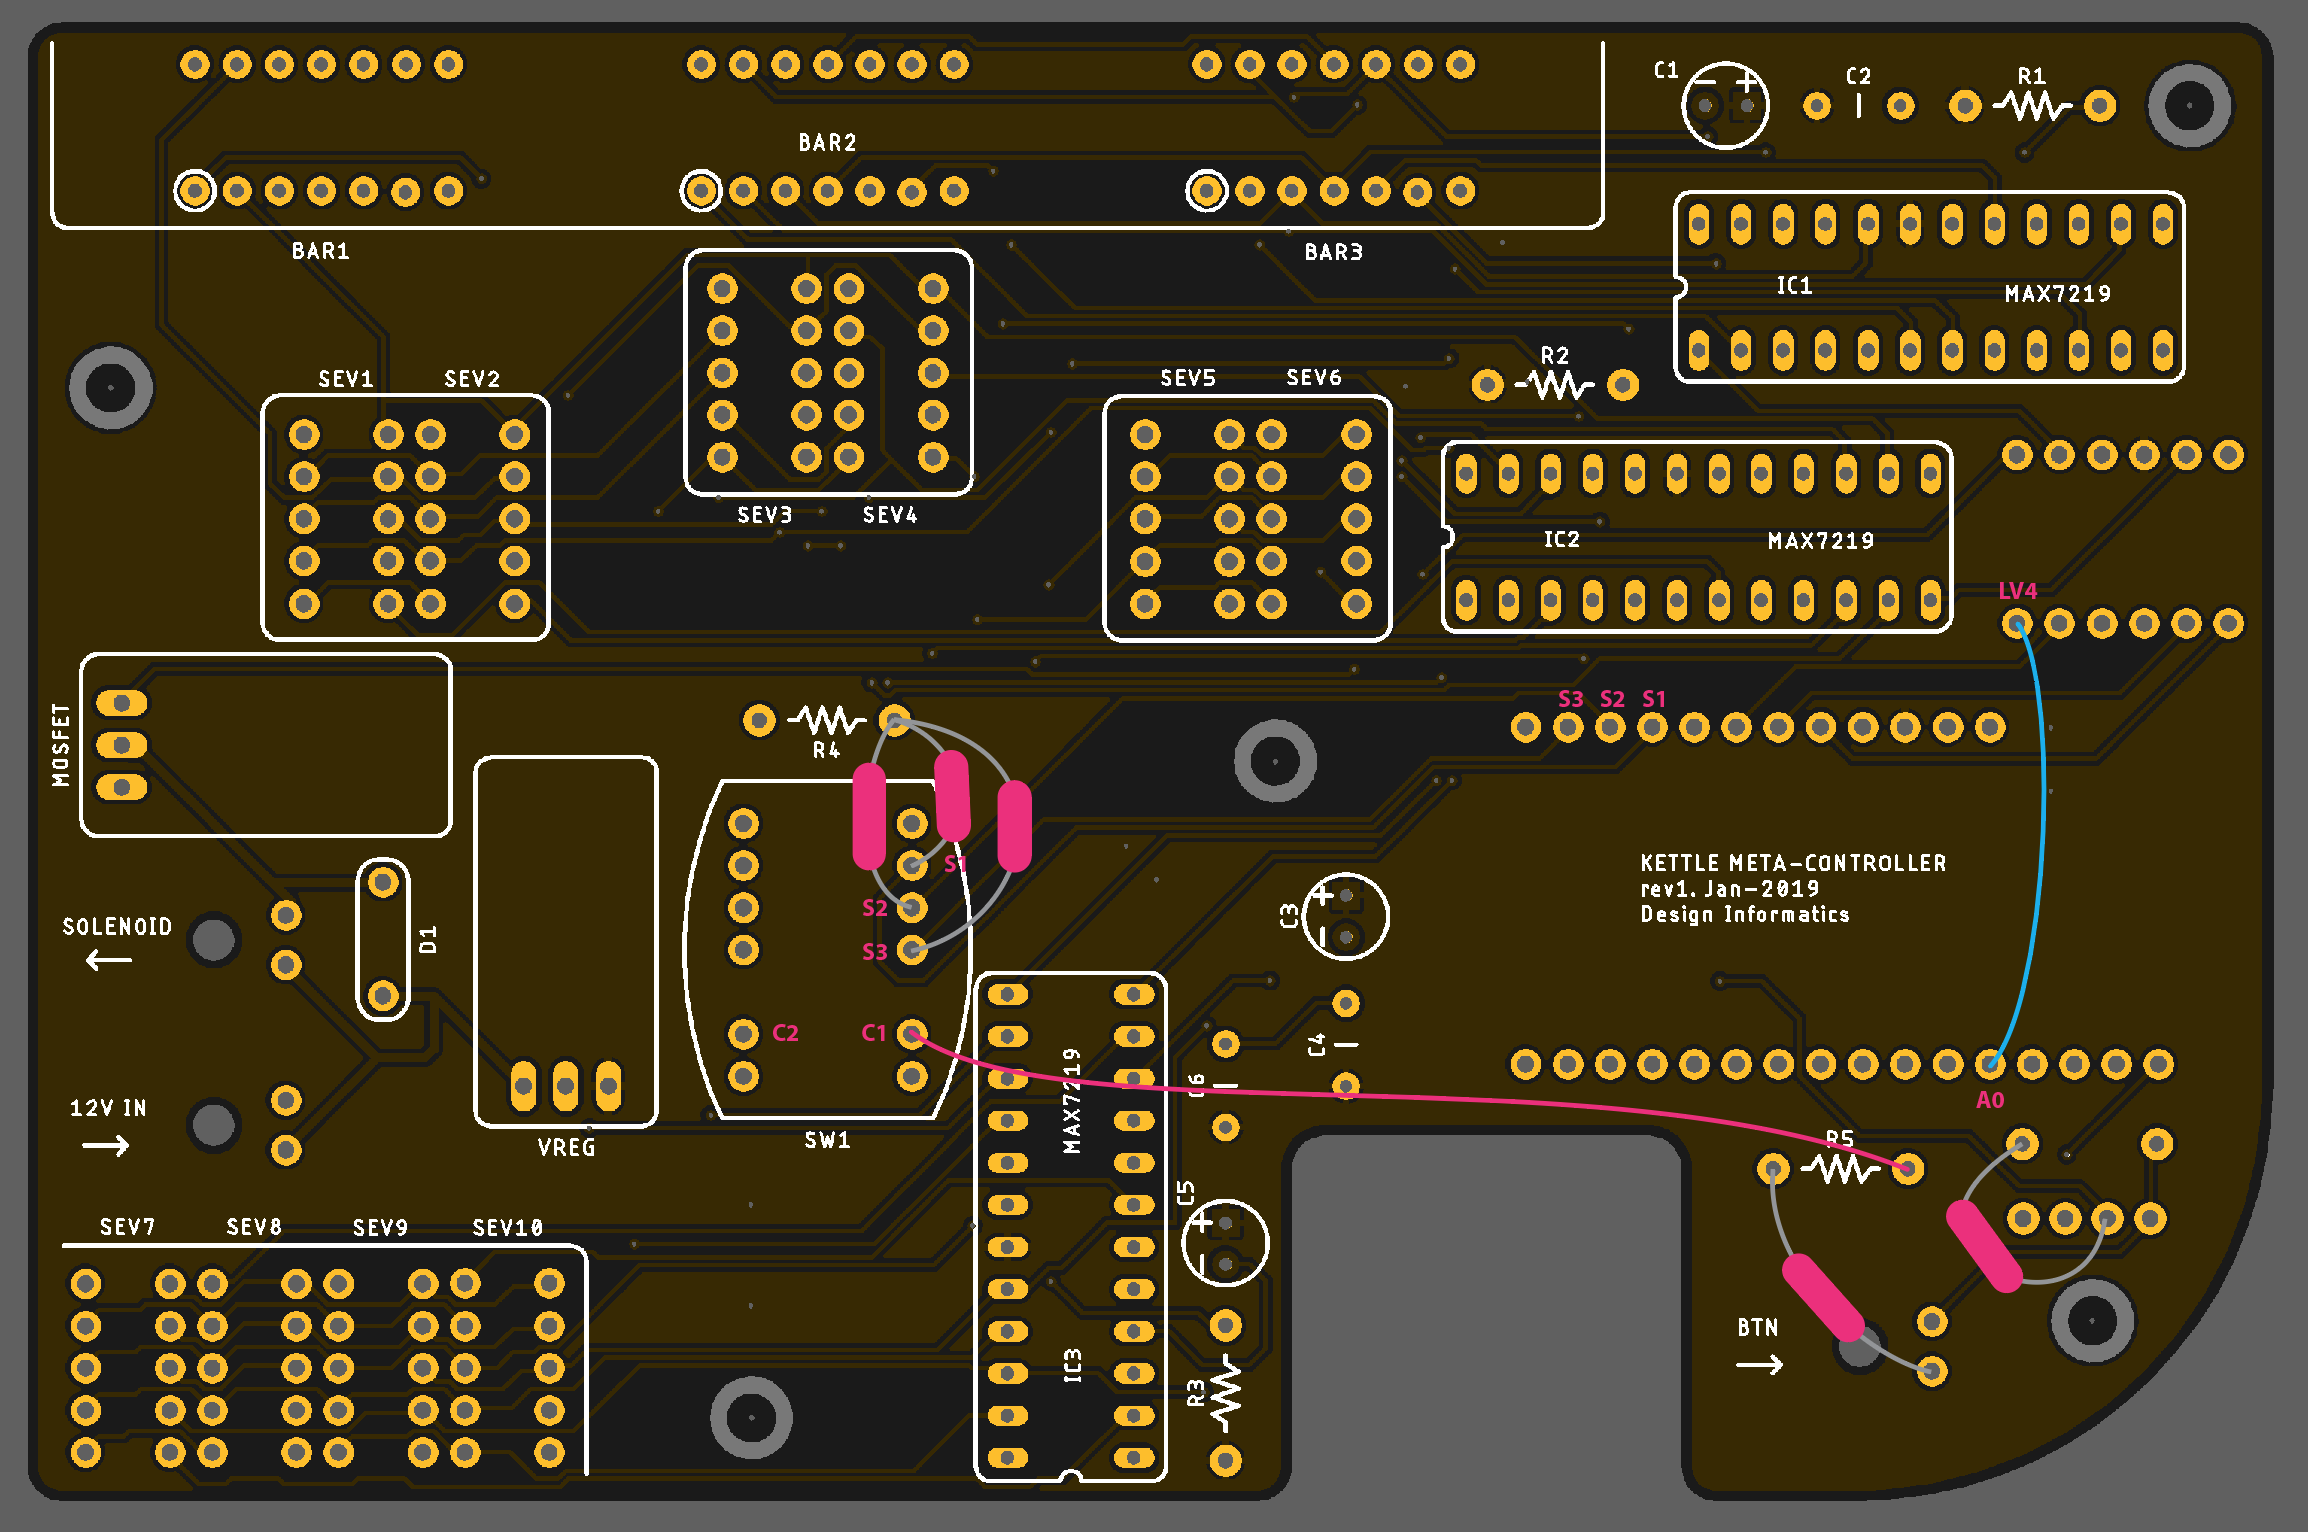 C1
C2
R1
BAR2
BAR1
BAR3
IC1
MAX7219
R2
SEV1
SEV2
SEV5
SEV6
SEV3
SEV4
IC2
MAX7219
LV4
S3
S2
S1
MOSFET
R4
S1
KETTLE META-CONTROLLER
rev1. Jan-2019
Design Informatics
S2
S3
C3
SOLENOID
D1
C2
C1
C4
MAX7219
C6
A0
12V IN
VREG
SW1
R5
C5
SEV7
SEV8
SEV9
SEV10
BTN
IC3
R3